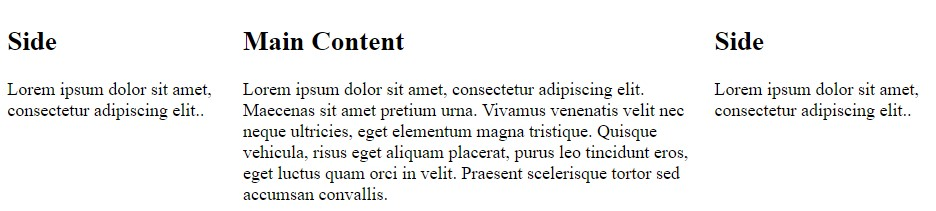 Side
Lorem ipsum dolor sit amet,
consectetur adipiscing elit..
Main Content
Lorem ipsum dolor sit amet, consectetur adipiscing elit.
Maecenas sit amet pretium urna. Vivamus venenatis velit nec
neque ultricies, eget elementum magna tristique. Quisque
vehicula, risus eget aliquam placerat, purus leo tincidunt eros,
eget luctus quam orci in velit. Praesent scelerisque tortor sed
accumsan convallis.
Side
Lorem ipsum dolor sit amet,
consectetur adipiscing elit..